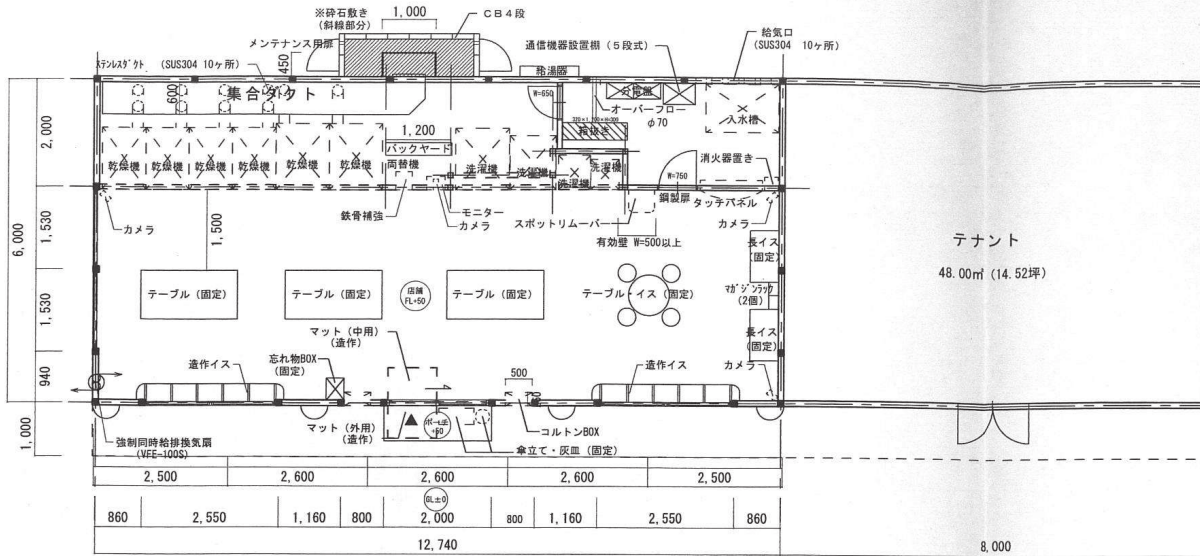 ※砕石敷き
(斜線部分)
1,000
CB4段
メンテナンス用扉
450
通信機器設置棚(5段式)
給気口
(SUS304 10ヶ所)
ステンレスダクト (SUS304 10ヶ所)
給湯器
600
集合ダクト
W=650
分電盤
オーバーフロー
φ70
入水槽
1,200
バックヤード
両替機
乾燥機
乾燥機
乾燥機
乾燥機
乾燥機
乾燥機
洗濯機
洗濯機
洗濯機
洗濯機
消火器置き
W=750
鋼製扉
タッチパネル
カメラ
鉄骨補強
モニター
カメラ
スポットリムーバー
カメラ
有効壁 W=500以上
1,500
長イス
(固定)
テーブル(固定)
テーブル(固定)
店舗
FL+50
テーブル(固定)
テーブル・イス(固定)
マガジンラック
(2個)
長イス
(固定)
マット(中用)
(造作)
造作イス
忘れ物BOX
(固定)
500
造作イス
カメラ
テナント
48.00㎡(14.52坪)
マット(外用)
(造作)
ポーチ
+50
コルトンBOX
傘立て・灰皿(固定)
強制同時給排換気扇
(VFE-100S)
2,000
1,530
1,530
940
6,000
1,000
2,500
2,600
2,600
2,600
2,500
GL±0
860
2,550
1,160
800
2,000
800
1,160
2,550
860
12,740
8,000